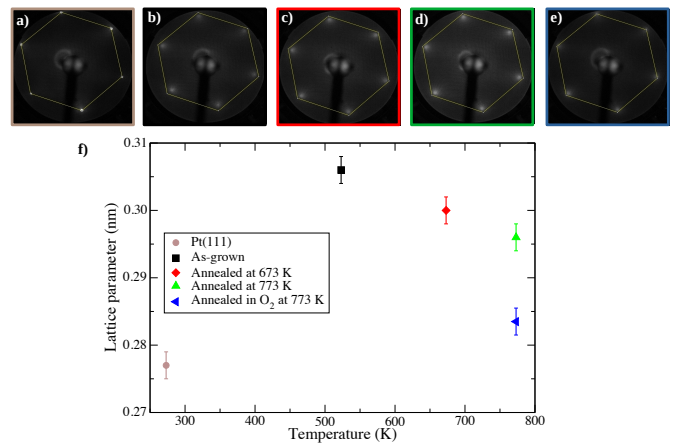 a)
b)
c)
d)
e)
f)
0.31
0.30
0.29
0.28
0.27
Lattice parameter (nm)
Pt(111)
As-grown
Annealed at 673 K
Annealed at 773 K
Annealed in O₂ at 773 K
300 400 500 600 700 800
Temperature (K)